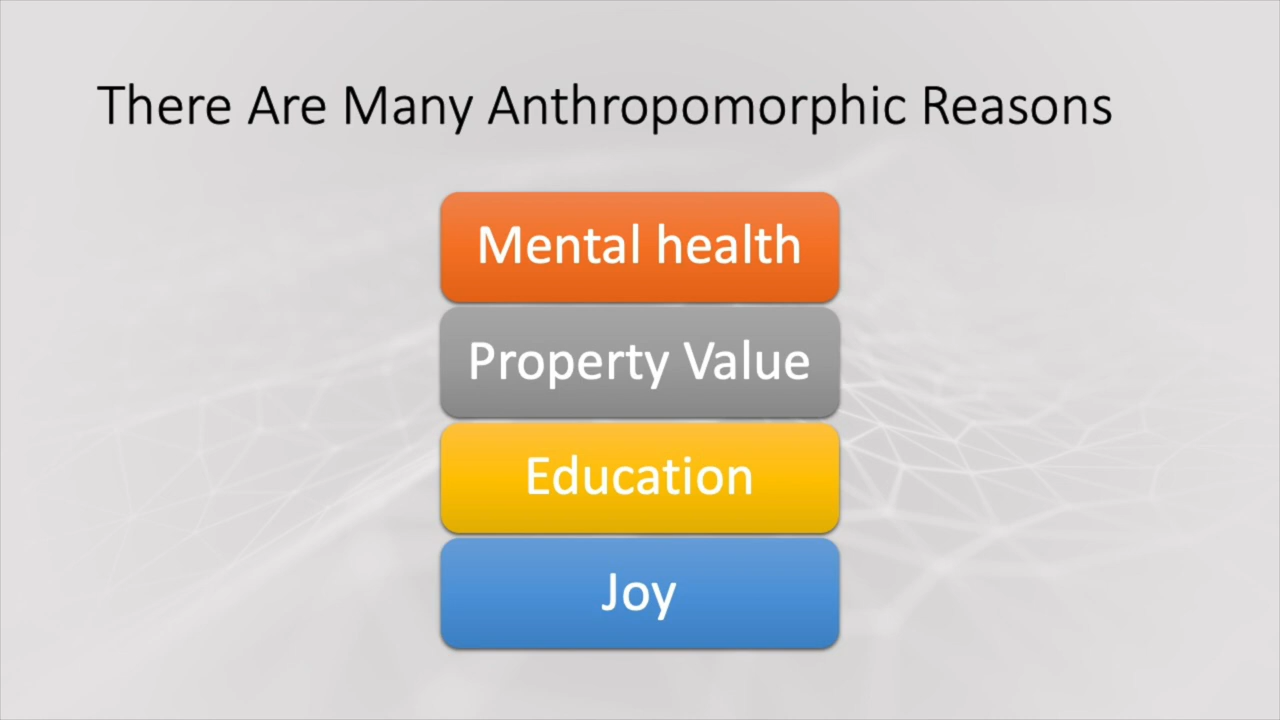 There Are Many Anthropomorphic Reasons
Mental health
Property Value
Education
Joy